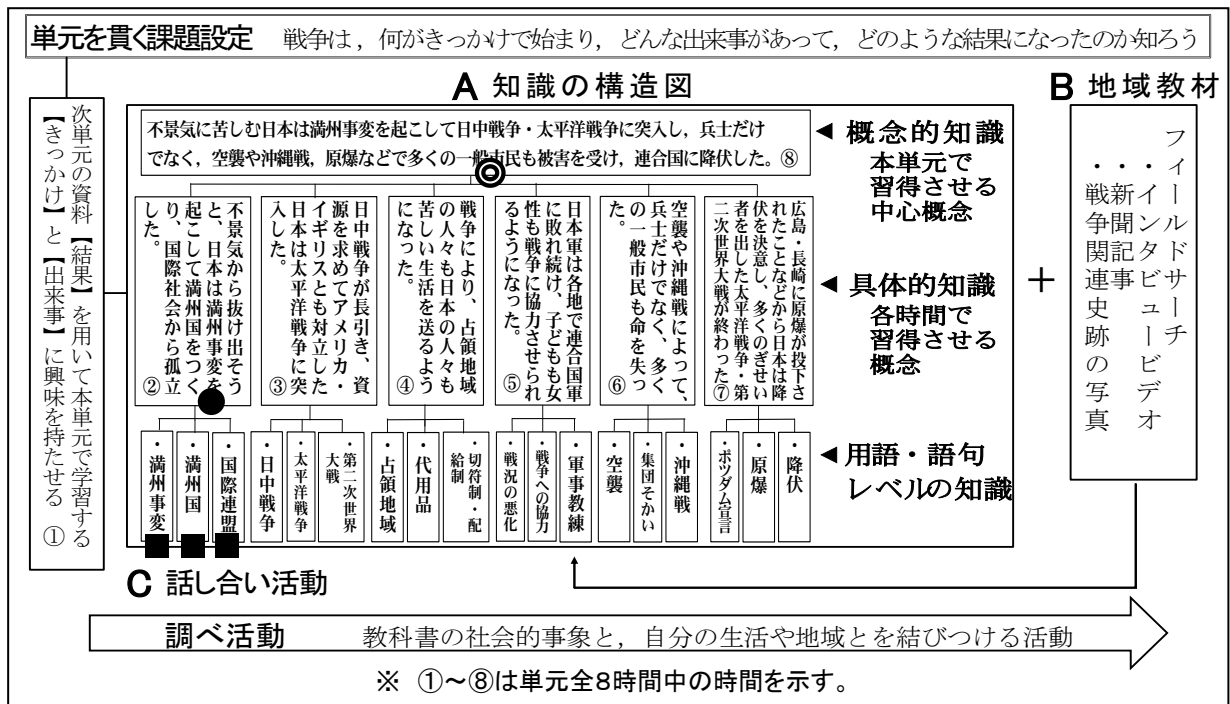 単元を貫く課題設定 戦争は，何がきっかけで始まり，どんな出来事があって，どのような結果になったのか知ろう
次単元の資料【結果】を用いて本単元で学習する
【きっかけ】と【出来事】に興味を持たせる ①
A 知識の構造図
不景気に苦しむ日本は満州事変を起こして日中戦争・太平洋戦争に突入し，兵士だけ
でなく，空襲や沖縄戦，原爆などで多くの一般市民も被害を受け，連合国に降伏した。⑧
◀ 概念的知識
本単元で
習得させる
中心概念
不景気から抜け出そう
と、日本は満州事変を
起こして満州国をつく
り、国際社会から孤立
した。 ②
日中戦争が長引き、資
源を求めてアメリカ・
イギリスとも対立した
日本は太平洋戦争に突
入した。 ③
戦争により、占領地域
の人々も日本の人々も
苦しい生活を送るよう
になった。 ④
日本軍は各地で連合国軍
に敗れ続け、子どもも女
性も戦争に協力させられ
るようになった。 ⑤
空襲や沖縄戦によって、
兵士だけでなく、多く
の一般市民も命を失っ
た。 ⑥
広島・長崎に原爆が投下さ
れたことなどから日本は降
伏を決意し、多くのぎせい
者を出した太平洋戦争・第
二次世界大戦が終わった⑦
◀ 具体的知識
各時間で
習得させる
概念
・満州事変
・満州国
・国際連盟
・日中戦争
・太平洋戦争
・第二次世界
大戦
・占領地域
・代用品
・切符制・配
給制
・戦況の悪化
・戦争への協力
・軍事教練
・空襲
・集団そかい
・沖縄戦
・ポツダム宣言
・原爆
・降伏
◀ 用語・語句
レベルの知識
＋
B 地域教材
フィールドサーチ
・インタビュービデオ
・新聞記事
・戦争関連史跡の写真
C 話し合い活動
調べ活動 教科書の社会的事象と，自分の生活や地域とを結びつける活動
※ ①～⑧は単元全８時間中の時間を示す。